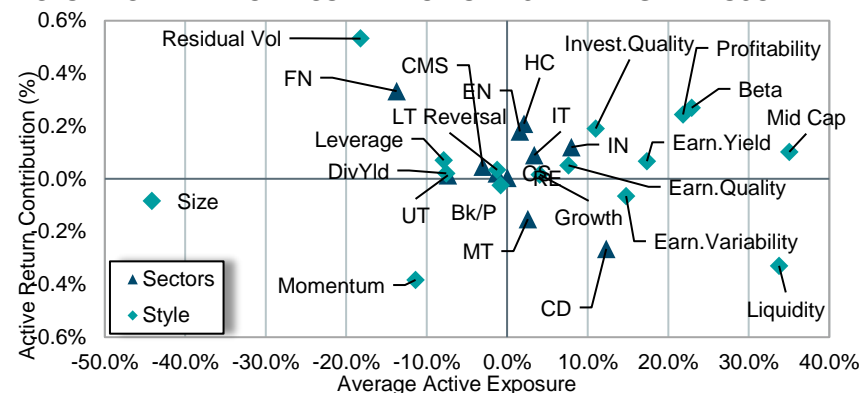 0.6%
Residual Vol
Invest.Quality
Profitability
CMS
HC
0.4%
FN
EN
Beta
LT Reversal
IT
Mid Cap
0.2%
Leverage
IN
Earn.Yield
DivYld
0.0%
CS
RE
Earn.Quality
Size
UT
Bk/P
Growth
-0.2%
MT
Earn.Variability
Sectors
Momentum
-0.4%
Style
CD
Liquidity
-0.6%
-50.0% -40.0% -30.0% -20.0% -10.0% 0.0% 10.0% 20.0% 30.0% 40.0%
Average Active Exposure
Active Return Contribution (%)